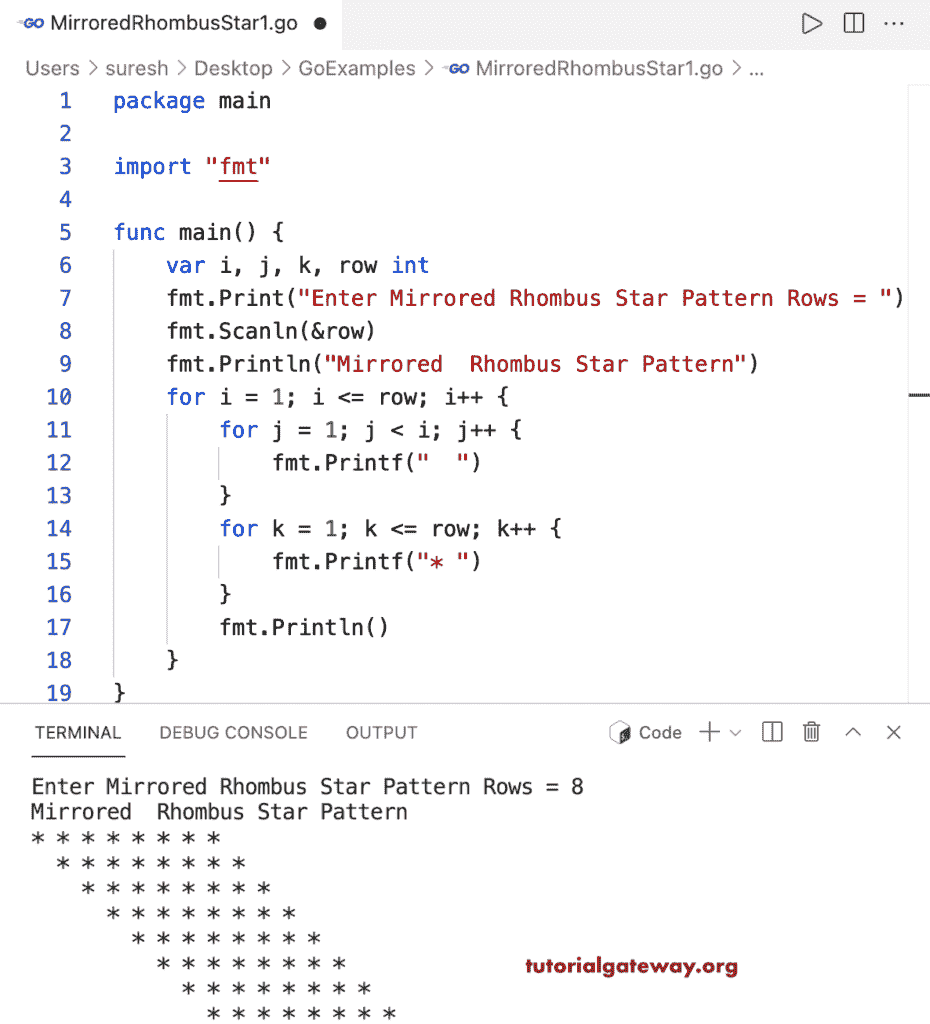 GO MirroredRhombusStar1.go ●
Users > suresh > Desktop > GoExamples > GO MirroredRhombusStar1.go > ...
1 package main
2
3 import "fmt"
4
5 func main() {
6     var i, j, k, row int
7     fmt.Print("Enter Mirrored Rhombus Star Pattern Rows = ")
8     fmt.Scanln(&row)
9     fmt.Println("Mirrored  Rhombus Star Pattern")
10     for i = 1; i <= row; i++ {
11         for j = 1; j < i; j++ {
12             fmt.Printf("  ")
13         }
14         for k = 1; k <= row; k++ {
15             fmt.Printf("* ")
16         }
17         fmt.Println()
18     }
19 }
TERMINAL DEBUG CONSOLE OUTPUT Code
Enter Mirrored Rhombus Star Pattern Rows = 8
Mirrored  Rhombus Star Pattern
* * * * * * * *
  * * * * * * * *
    * * * * * * * *
      * * * * * * * *
        * * * * * * * *
          * * * * * * * * tutorialgateway.org
            * * * * * * * *
              * * * * * * * *